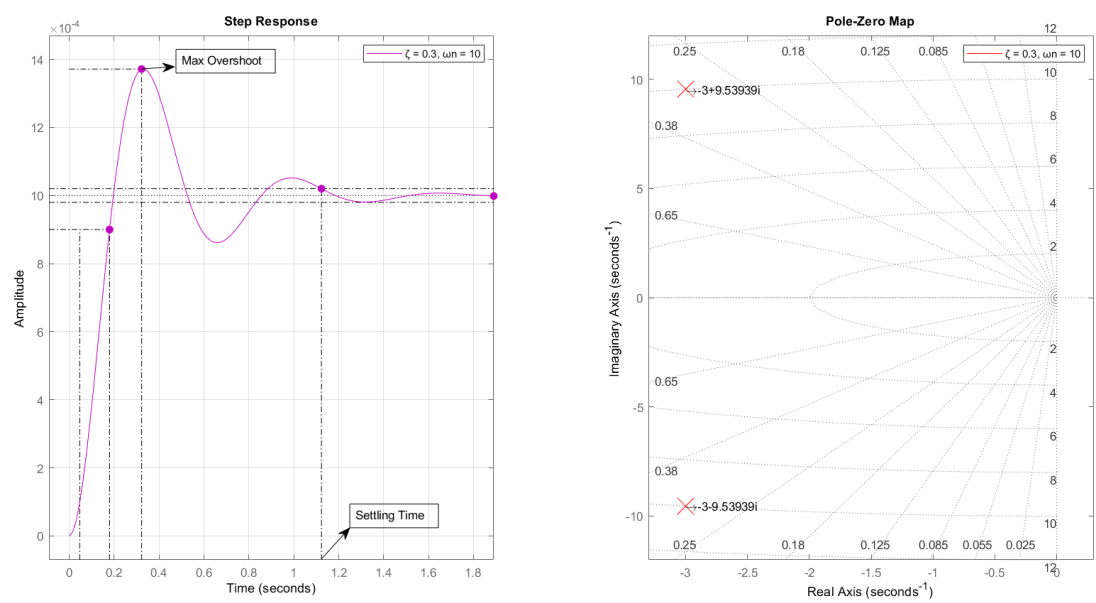 Step Response
×10-4
ζ = 0.3, ωn = 10
Max Overshoot
14
12
10
8
6
4
2
0
Amplitude
Settling Time
0 0.2 0.4 0.6 0.8 1 1.2 1.4 1.6 1.8
Time (seconds)
Pole-Zero Map
12
0.25 0.18 0.125 0.085
ζ = 0.3, ωn = 10
10
10
-3+9.53939i
8
0.38
6
5
4
0.65
2
0
2
0.65
4
-5
6
0.38
8
-3-9.53939i
-10
10
0.25 0.18 0.125 0.085 0.055 0.025
12
-3 -2.5 -2 -1.5 -1 -0.5 0
Real Axis (seconds-1)
Imaginary Axis (seconds-1)